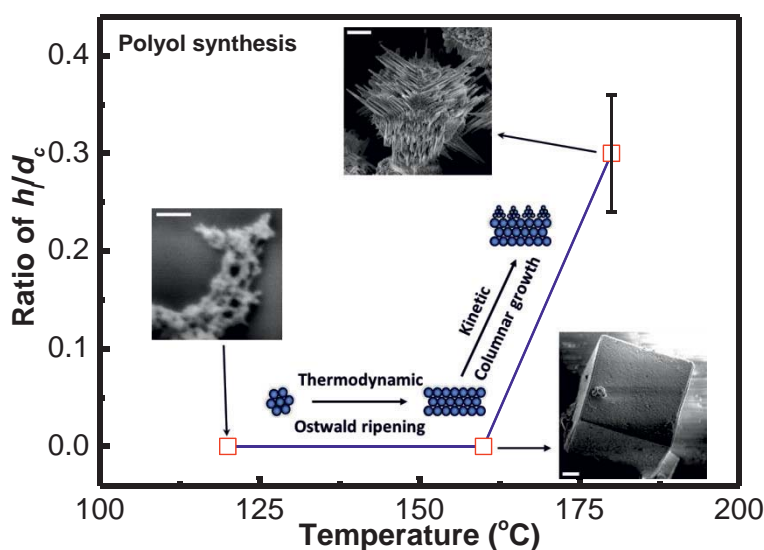 Polyol synthesis
0.4
0.3
0.2
0.1
0.0
Ratio of h/d_c
Kinetic
Columnar growth
Thermodynamic
Ostwald ripening
100
125
150
175
200
Temperature (°C)